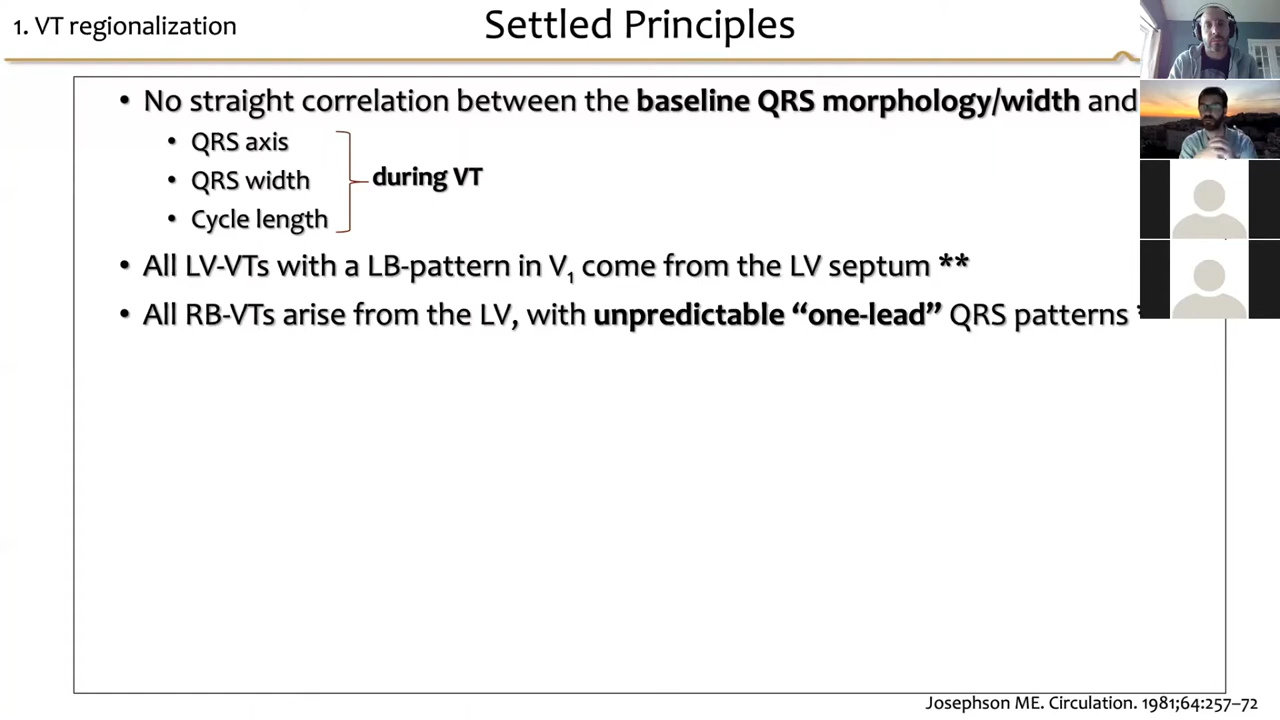 1. VT regionalization
Settled Principles
• No straight correlation between the baseline QRS morphology/width and
• QRS axis
• QRS width
• Cycle length
during VT
• All LV-VTs with a LB-pattern in V₁ come from the LV septum **
• All RB-VTs arise from the LV, with unpredictable “one-lead” QRS patterns
Josephson ME. Circulation. 1981;64:257–72